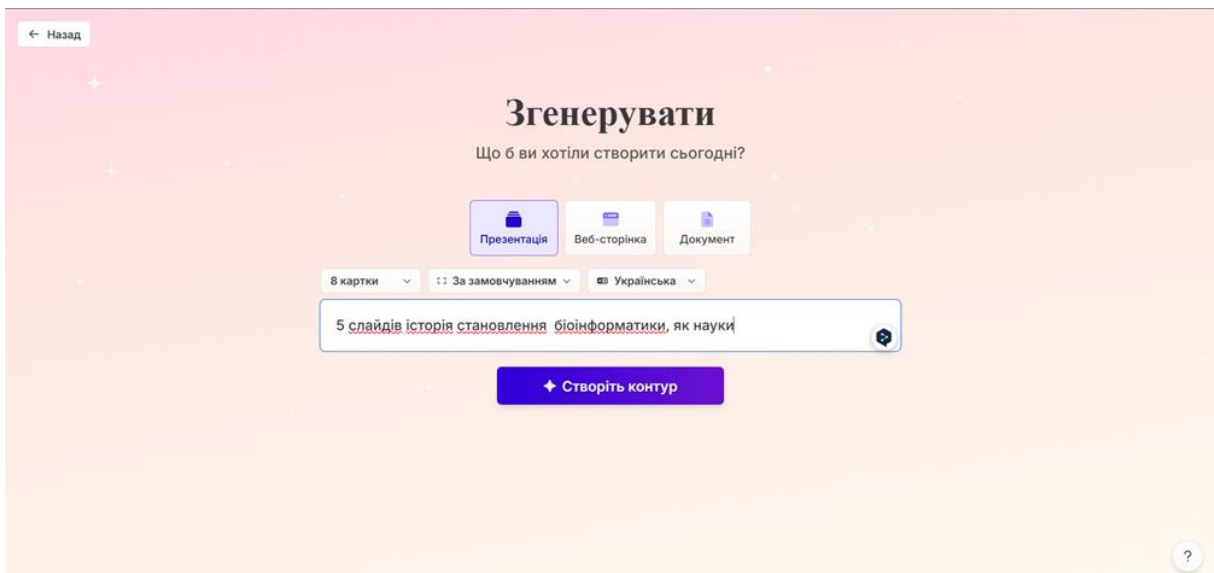 ← Назад
Згенерувати
Що б ви хотіли створити сьогодні?
Презентація Веб-сторінка Документ
8 картки За замовчуванням Українська
5 слайдів історія становлення біоінформатики, як науки
Створіть контур
?